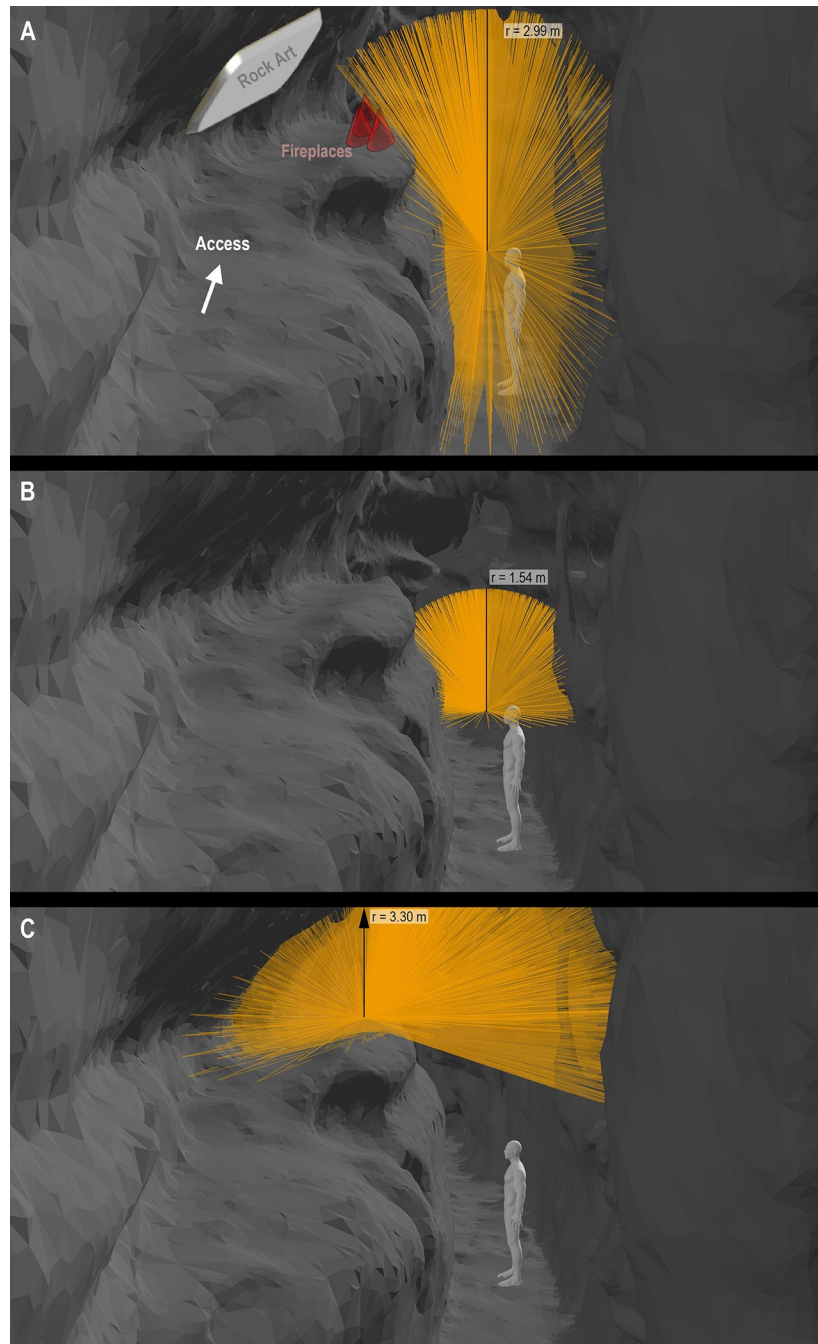 A
r = 2.99 m
Rock Art
Fireplaces
Access
B
r = 1.54 m
C
r = 3.30 m